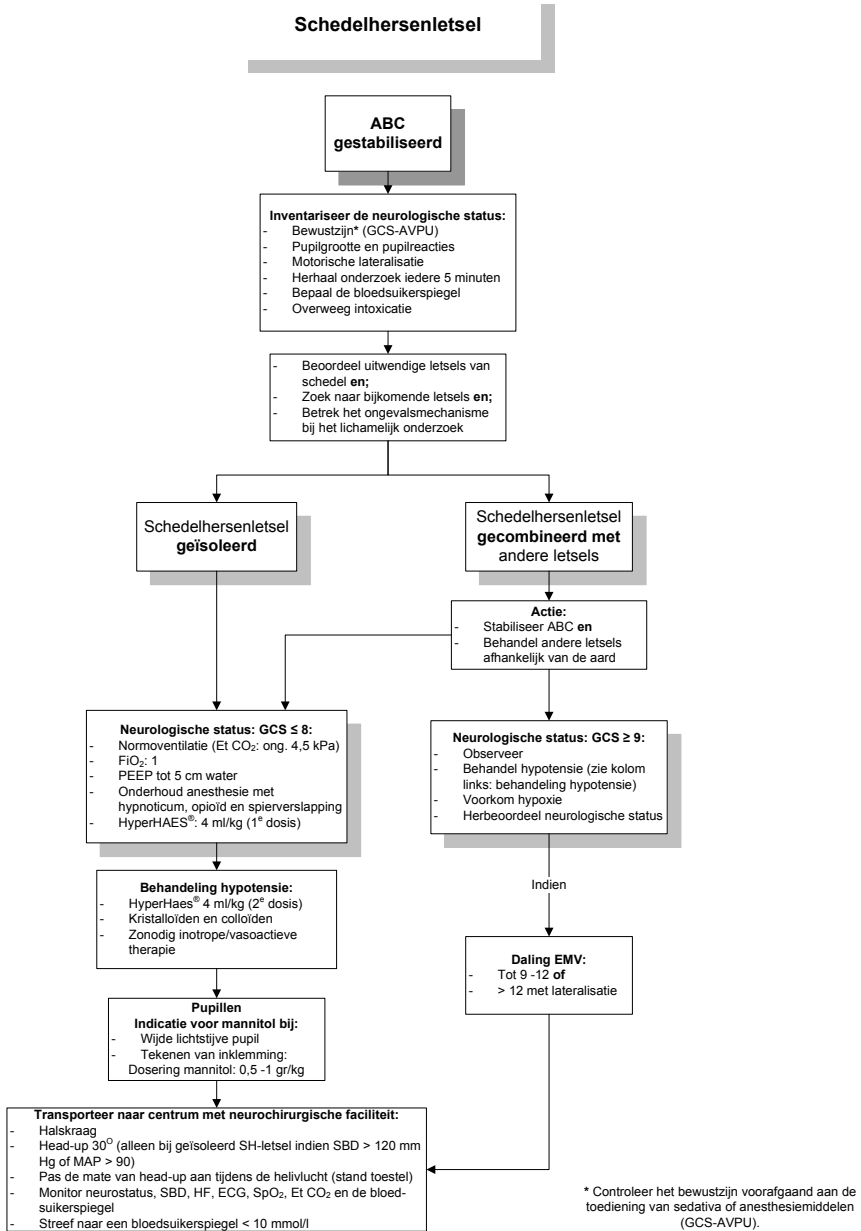 Schedelhersenletsel
ABC
gestabiliseerd
Inventariseer de neurologische status:
- Bewustzijn* (GCS-AVPU)
- Pupilgrootte en pupilreacties
- Motorische lateralisatie
- Herhaal onderzoek iedere 5 minuten
- Bepaal de bloedsuikerspiegel
- Overweeg intoxicatie
- Beoordeel uitwendige letsels van
schedel en;
- Zoek naar bijkomende letsels en;
- Betrek het ongevalsmechanisme
bij het lichamelijk onderzoek
Schedelhersenletsel
geïsoleerd
Schedelhersenletsel
gecombineerd met
andere letsels
Actie:
- Stabiliseer ABC en
- Behandel andere letsels
afhankelijk van de aard
Neurologische status: GCS ≤ 8:
- Normoventilatie (Et CO₂: ong. 4,5 kPa)
- FiO₂: 1
- PEEP tot 5 cm water
- Onderhoud anesthesie met
hypnoticum, opioïd en spierverslapping
- HyperHAES®: 4 ml/kg (1e dosis)
Neurologische status: GCS ≥ 9:
- Observeer
- Behandel hypotensie (zie kolom
links: behandeling hypotensie)
- Voorkom hypoxie
- Herbeoordeel neurologische status
Indien
Behandeling hypotensie:
- HyperHaes® 4 ml/kg (2e dosis)
- Kristalloïden en colloïden
- Zonodig inotrope/vasoactieve
therapie
Daling EMV:
- Tot 9 -12 of
- > 12 met lateralisatie
Pupillen
Indicatie voor mannitol bij:
- Wijde lichtstijve pupil
- Tekenen van inklemming:
Dosering mannitol: 0,5 -1 gr/kg
Transporteer naar centrum met neurochirurgische faciliteit:
- Halskraag
- Head-up 30O (alleen bij geïsoleerd SH-letsel indien SBD > 120 mm
Hg of MAP > 90)
- Pas de mate van head-up aan tijdens de helivlucht (stand toestel)
- Monitor neurostatus, SBD, HF, ECG, SpO₂, Et CO₂ en de bloed-
suikerspiegel
- Streef naar een bloedsuikerspiegel < 10 mmol/l
* Controleer het bewustzijn voorafgaand aan de
toediening van sedativa of anesthesiemiddelen
(GCS-AVPU).